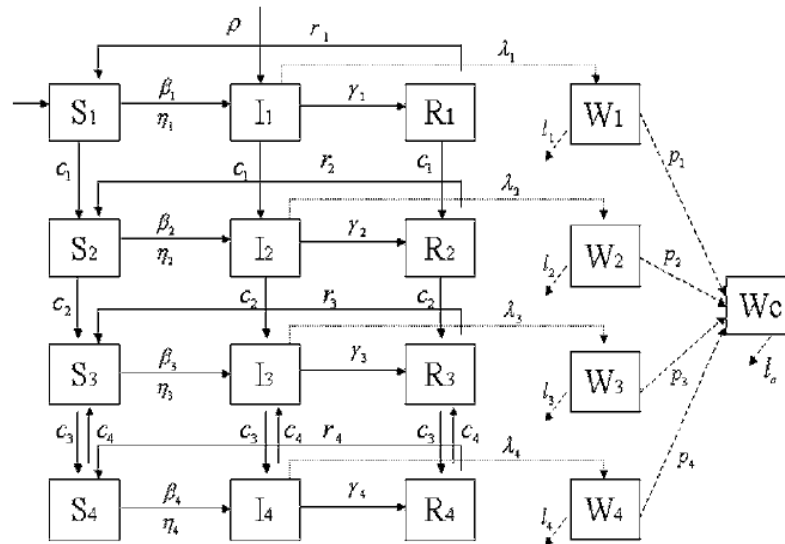 ρ r₁ λ₁
S₁ β₁ η₁ I₁ γ₁ R₁ W₁
l₁ p₁
c₁ c₁ r₂ c₁ λ₂
S₂ β₂ η₂ I₂ γ₂ R₂ W₂
l₂ p₂
c₂ c₂ r₃ c₂ λ₃ Wc
S₃ β₃ η₃ I₃ γ₃ R₃ W₃
l₃ p₃
c₃ c₄ c₃ c₄ r₄ c₃ c₄ λ₄ p₄
S₄ β₄ η₄ I₄ γ₄ R₄ W₄
l₄